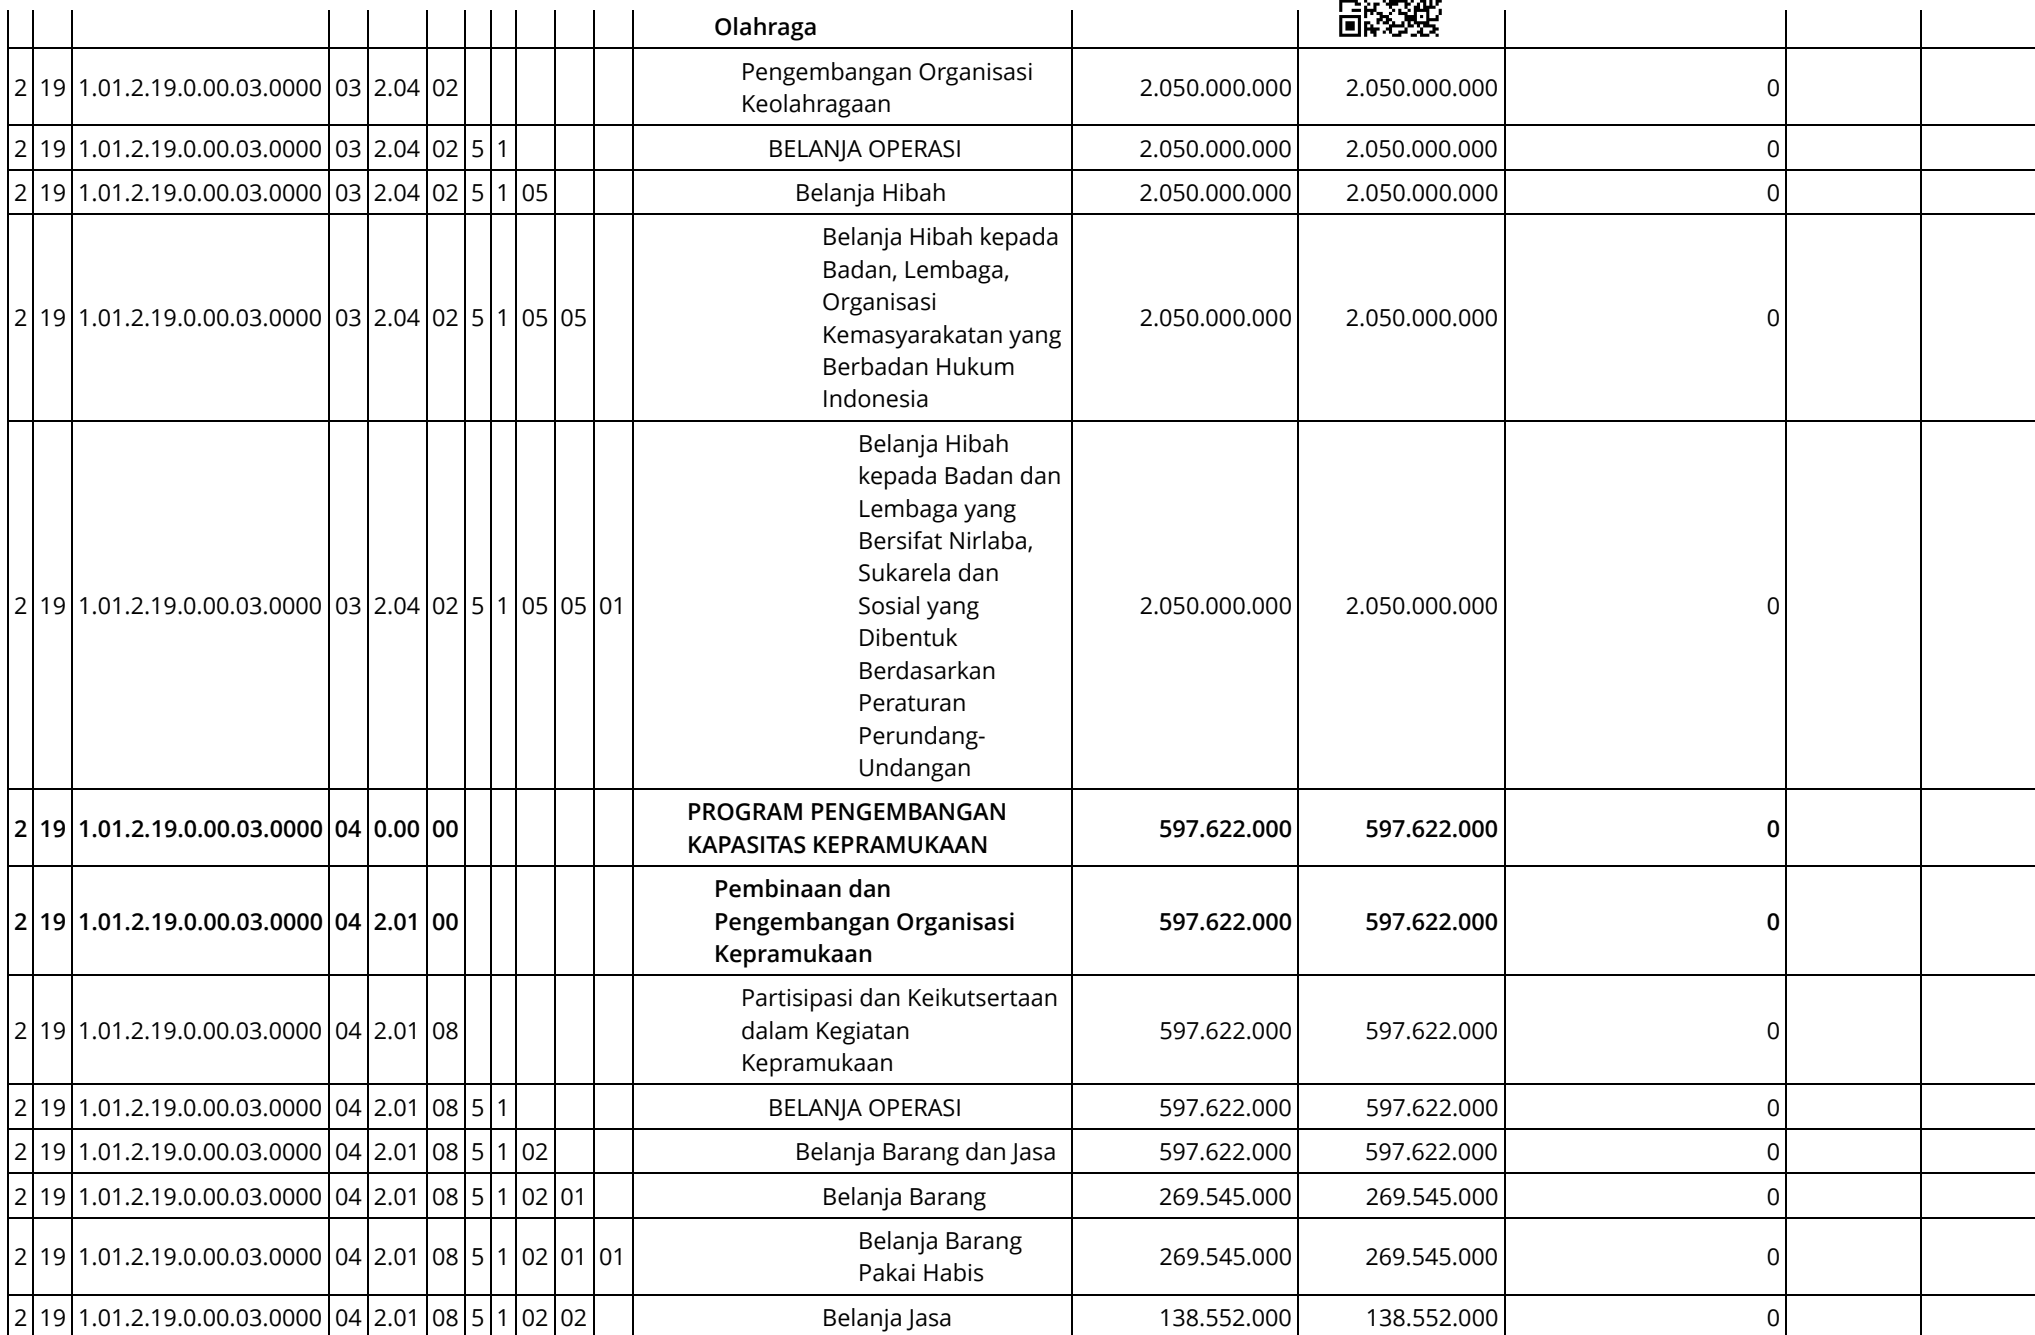 Olahraga
2 19 1.01.2.19.0.00.03.0000 03 2.04 02 Pengembangan Organisasi 2.050.000.000 2.050.000.000 0
Keolahragaan
2 19 1.01.2.19.0.00.03.0000 03 2.04 02 5 1 BELANJA OPERASI 2.050.000.000 2.050.000.000 0
2 19 1.01.2.19.0.00.03.0000 03 2.04 02 5 1 05 Belanja Hibah 2.050.000.000 2.050.000.000 0
2 19 1.01.2.19.0.00.03.0000 03 2.04 02 5 1 05 05 Belanja Hibah kepada 2.050.000.000 2.050.000.000 0
Badan, Lembaga,
Organisasi
Kemasyarakatan yang
Berbadan Hukum
Indonesia
2 19 1.01.2.19.0.00.03.0000 03 2.04 02 5 1 05 05 01 Belanja Hibah 2.050.000.000 2.050.000.000 0
kepada Badan dan
Lembaga yang
Bersifat Nirlaba,
Sukarela dan
Sosial yang
Dibentuk
Berdasarkan
Peraturan
Perundang-
Undangan
2 19 1.01.2.19.0.00.03.0000 04 0.00 00 PROGRAM PENGEMBANGAN 597.622.000 597.622.000 0
KAPASITAS KEPRAMUKAAN
2 19 1.01.2.19.0.00.03.0000 04 2.01 00 Pembinaan dan 597.622.000 597.622.000 0
Pengembangan Organisasi
Kepramukaan
2 19 1.01.2.19.0.00.03.0000 04 2.01 08 Partisipasi dan Keikutsertaan 597.622.000 597.622.000 0
dalam Kegiatan
Kepramukaan
2 19 1.01.2.19.0.00.03.0000 04 2.01 08 5 1 BELANJA OPERASI 597.622.000 597.622.000 0
2 19 1.01.2.19.0.00.03.0000 04 2.01 08 5 1 02 Belanja Barang dan Jasa 597.622.000 597.622.000 0
2 19 1.01.2.19.0.00.03.0000 04 2.01 08 5 1 02 01 Belanja Barang 269.545.000 269.545.000 0
2 19 1.01.2.19.0.00.03.0000 04 2.01 08 5 1 02 01 01 Belanja Barang 269.545.000 269.545.000 0
Pakai Habis
2 19 1.01.2.19.0.00.03.0000 04 2.01 08 5 1 02 02 Belanja Jasa 138.552.000 138.552.000 0